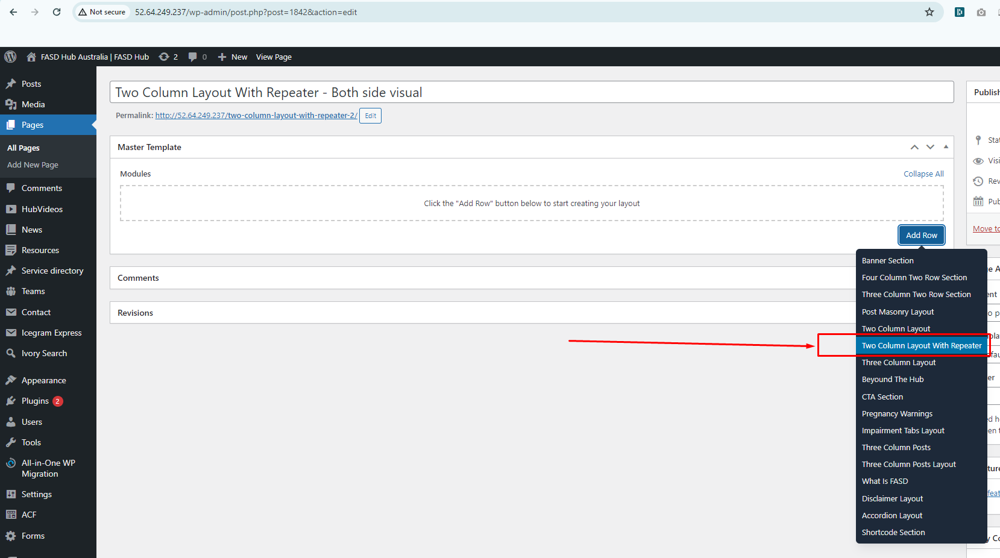 Not secure 52.64.249.237/wp-admin/post.php?post=1842&action=edit
FASD Hub Australia | FASD Hub 2 0 New View Page
Posts
Media
Pages
All Pages
Add New Page
Comments
HubVideos
News
Resources
Service directory
Teams
Contact
Icegram Express
Ivory Search
Appearance
Plugins 2
Users
Tools
All-in-One WP
Migration
Settings
ACF
Forms
Two Column Layout With Repeater - Both side visual
Permalink: http://52.64.249.237/two-column-layout-with-repeater-2/ Edit
Master Template
Modules Collapse All
Click the "Add Row" button below to start creating your layout
Add Row
Comments
Revisions
Banner Section
Four Column Two Row Section
Three Column Two Row Section
Post Masonry Layout
Two Column Layout
Two Column Layout With Repeater
Three Column Layout
Beyound The Hub
CTA Section
Pregnancy Warnings
Impairment Tabs Layout
Three Column Posts
Three Column Posts Layout
What Is FASD
Disclaimer Layout
Accordion Layout
Shortcode Section
Publish
Stat
Visi
Rev
Pub
Move to